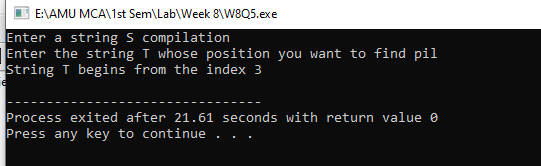 E:\AMU MCA\1st Sem\Lab\Week 8\W8Q5.exe
Enter a string S compilation
Enter the string T whose position you want to find pil
String T begins from the index 3
--------------------------------
Process exited after 21.61 seconds with return value 0
Press any key to continue . . .